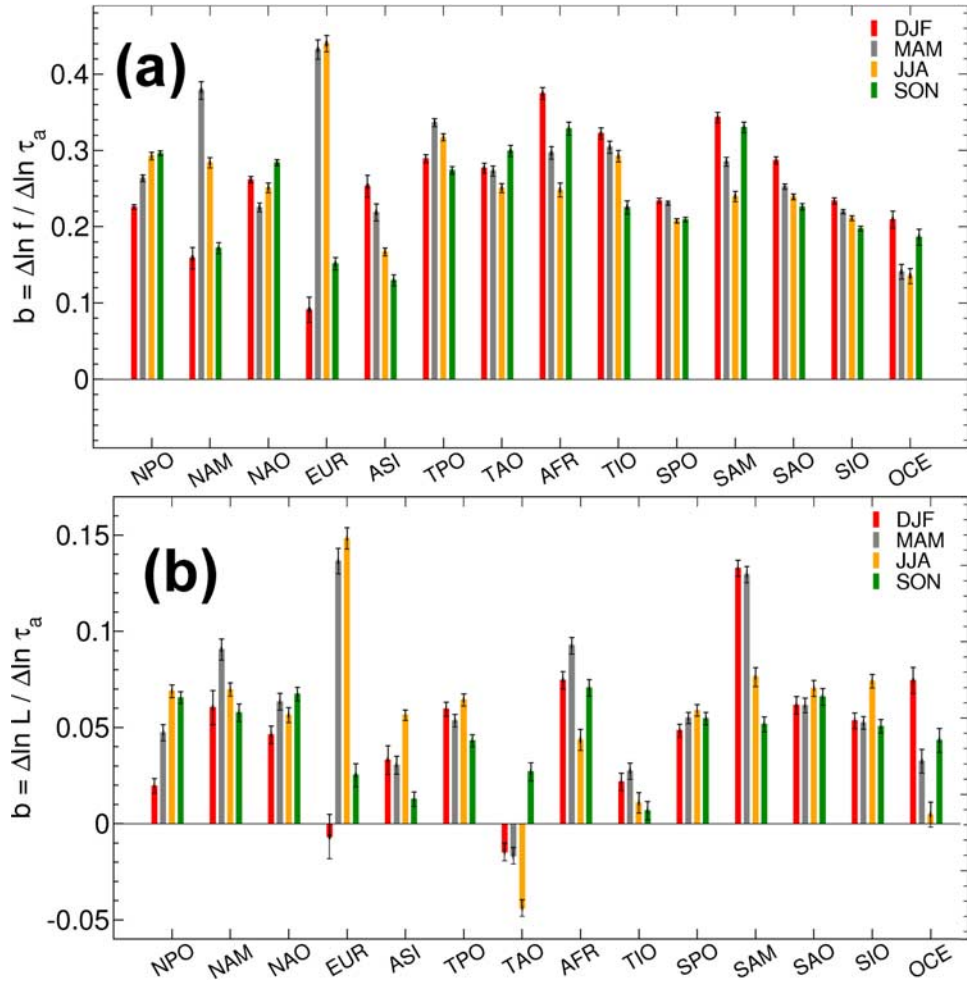 (a)
DJF
MAM
JJA
SON
b = Δln f / Δln τa
0.4
0.3
0.2
0.1
0
NPO NAM NAO EUR ASI TPO TAO AFR TIO SPO SAM SAO SIO OCE
(b)
DJF
MAM
JJA
SON
b = Δln L / Δln τa
0.15
0.1
0.05
0
-0.05
NPO NAM NAO EUR ASI TPO TAO AFR TIO SPO SAM SAO SIO OCE